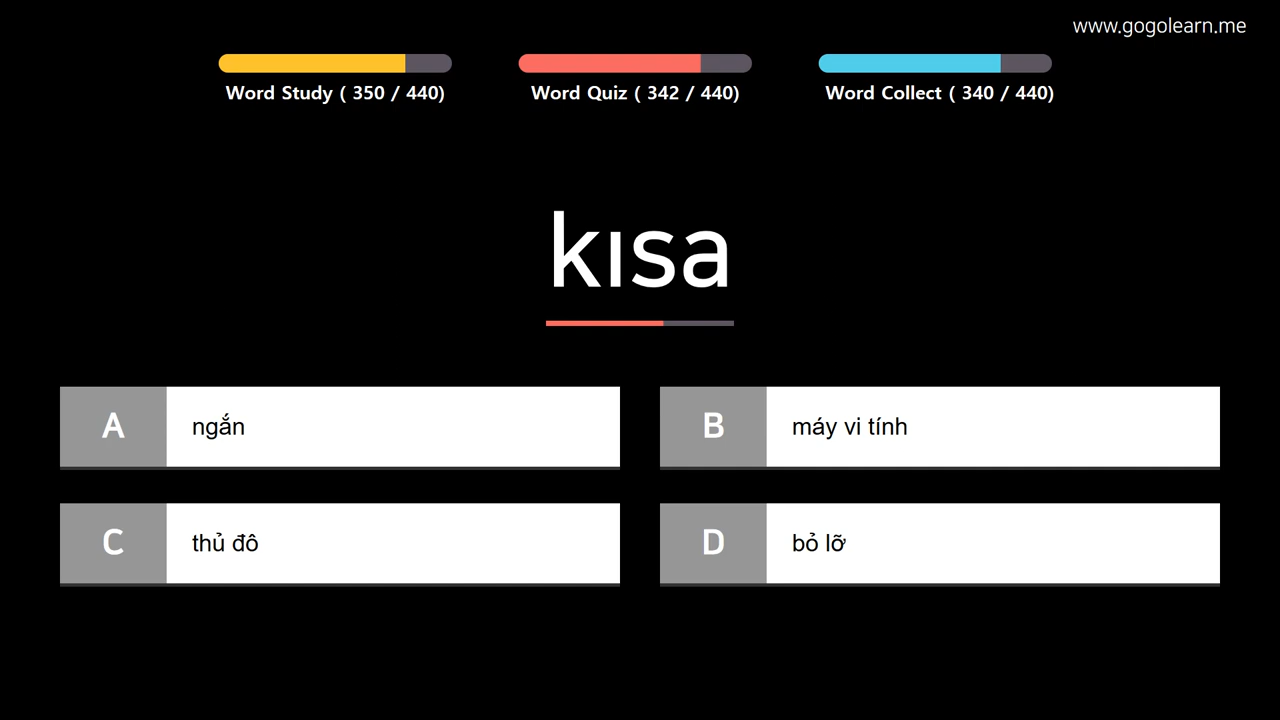 www.gogolearn.me
Word Study ( 350 / 440)
Word Quiz ( 342 / 440)
Word Collect ( 340 / 440)
kısa
A
ngắn
B
máy vi tính
C
thủ đô
D
bỏ lỡ